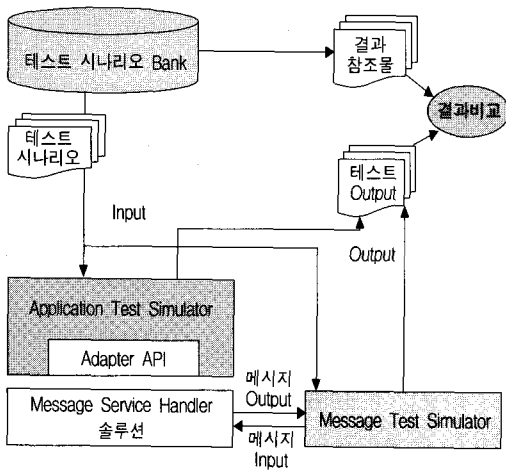 테스트 시나리오 Bank
결과
참조물
결과비교
테스트
시나리오
테스트
Output
Input
Output
Application Test Simulator
Adapter API
메시지
Output
Message Service Handler
솔루션
Message Test Simulator
메시지
Input